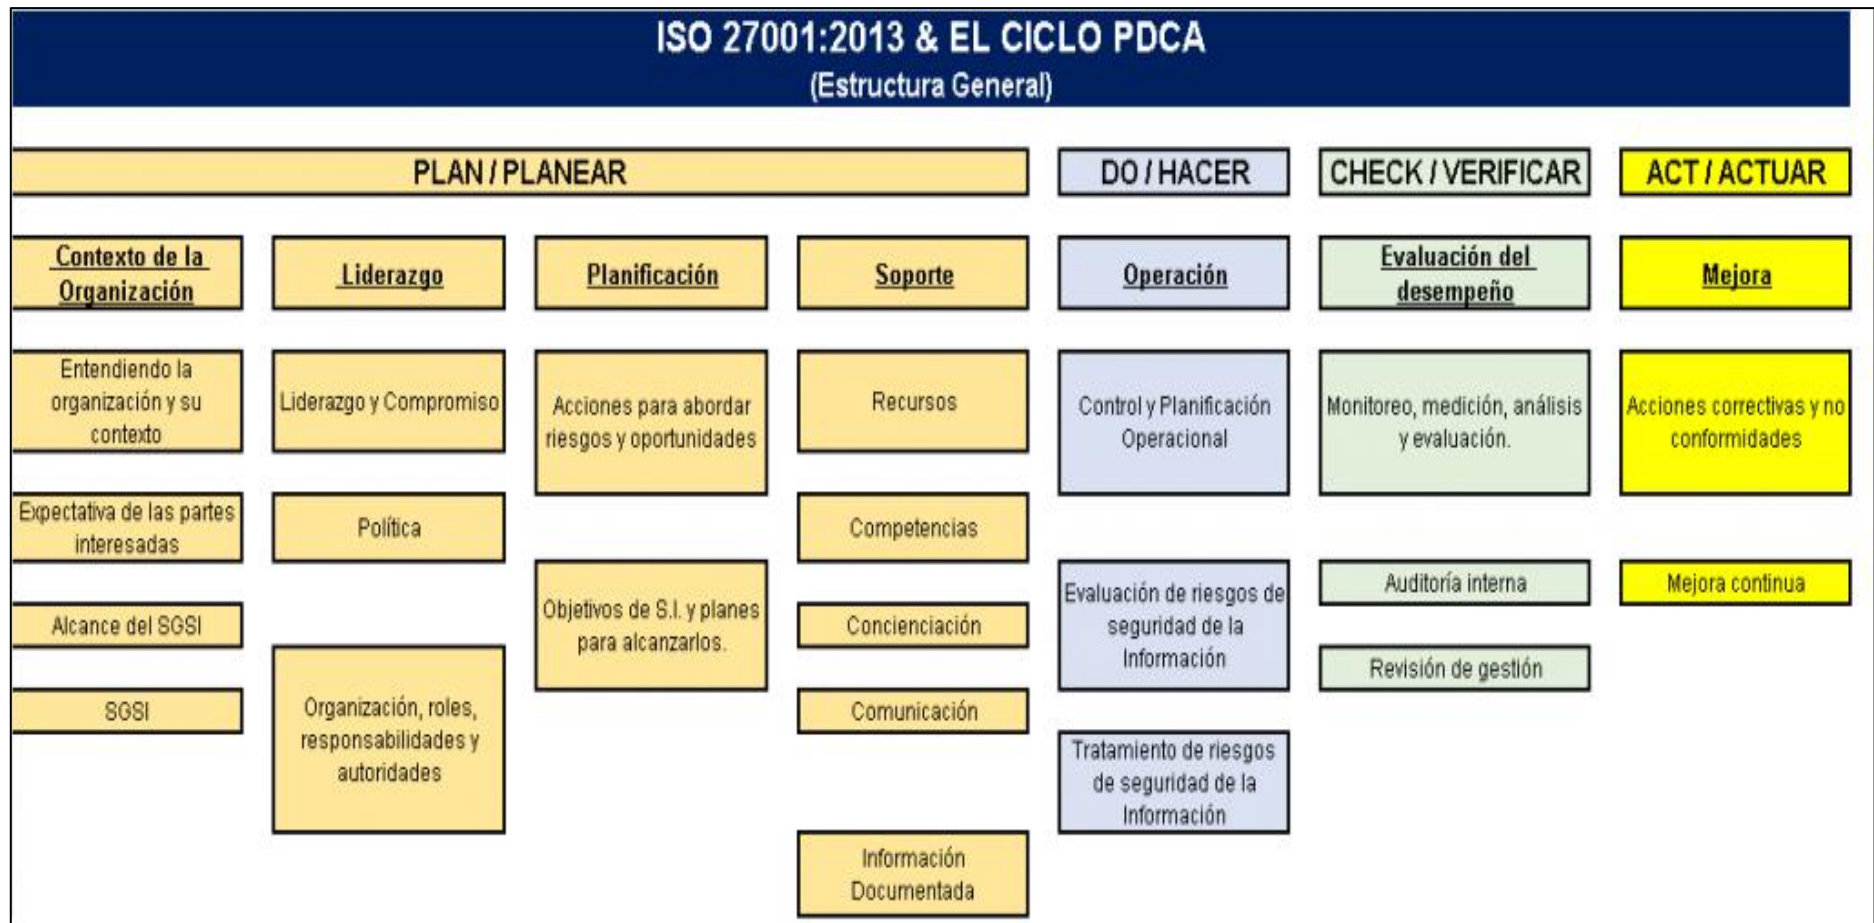 ISO 27001:2013 & EL CICLO PDCA
(Estructura General)
PLAN / PLANEAR
DO / HACER
CHECK / VERIFICAR
ACT / ACTUAR
Contexto de la
Organización
Liderazgo
Planificación
Soporte
Operación
Evaluación del
desempeño
Mejora
Entendiendo la
organización y su
contexto
Expectativa de las partes
interesadas
Alcance del SGSI
SGSI
Liderazgo y Compromiso
Política
Organización, roles,
responsabilidades y
autoridades
Acciones para abordar
riesgos y oportunidades
Objetivos de S.I. y planes
para alcanzarlos.
Recursos
Competencias
Concienciación
Comunicación
Información
Documentada
Control y Planificación
Operacional
Evaluación de riesgos de
seguridad de la
Información
Tratamiento de riesgos
de seguridad de la
Información
Monitoreo, medición, análisis
y evaluación.
Auditoría interna
Revisión de gestión
Acciones correctivas y no
conformidades
Mejora continua